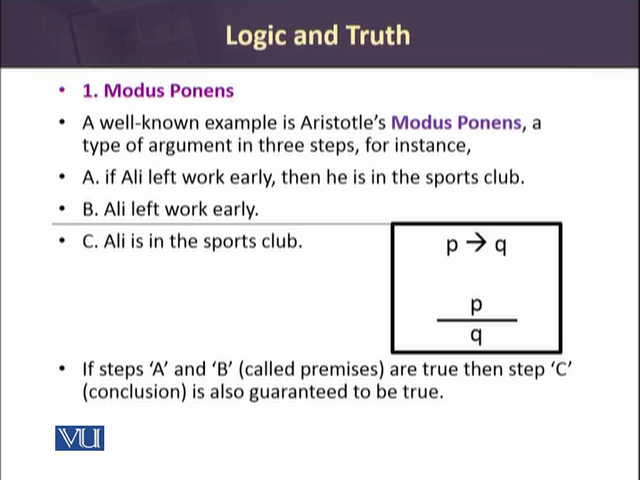 Logic and Truth
• 1. Modus Ponens
• A well-known example is Aristotle's Modus Ponens, a
type of argument in three steps, for instance,
• A. if Ali left work early, then he is in the sports club.
• B. Ali left work early.
• C. Ali is in the sports club.
p → q
p
q
• If steps 'A' and 'B' (called premises) are true then step 'C'
(conclusion) is also guaranteed to be true.
VU